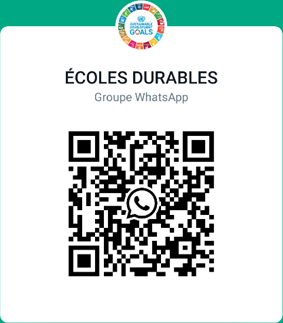 SUSTAINABLE
DEVELOPMENT
GOALS
ÉCOLES DURABLES
Groupe WhatsApp